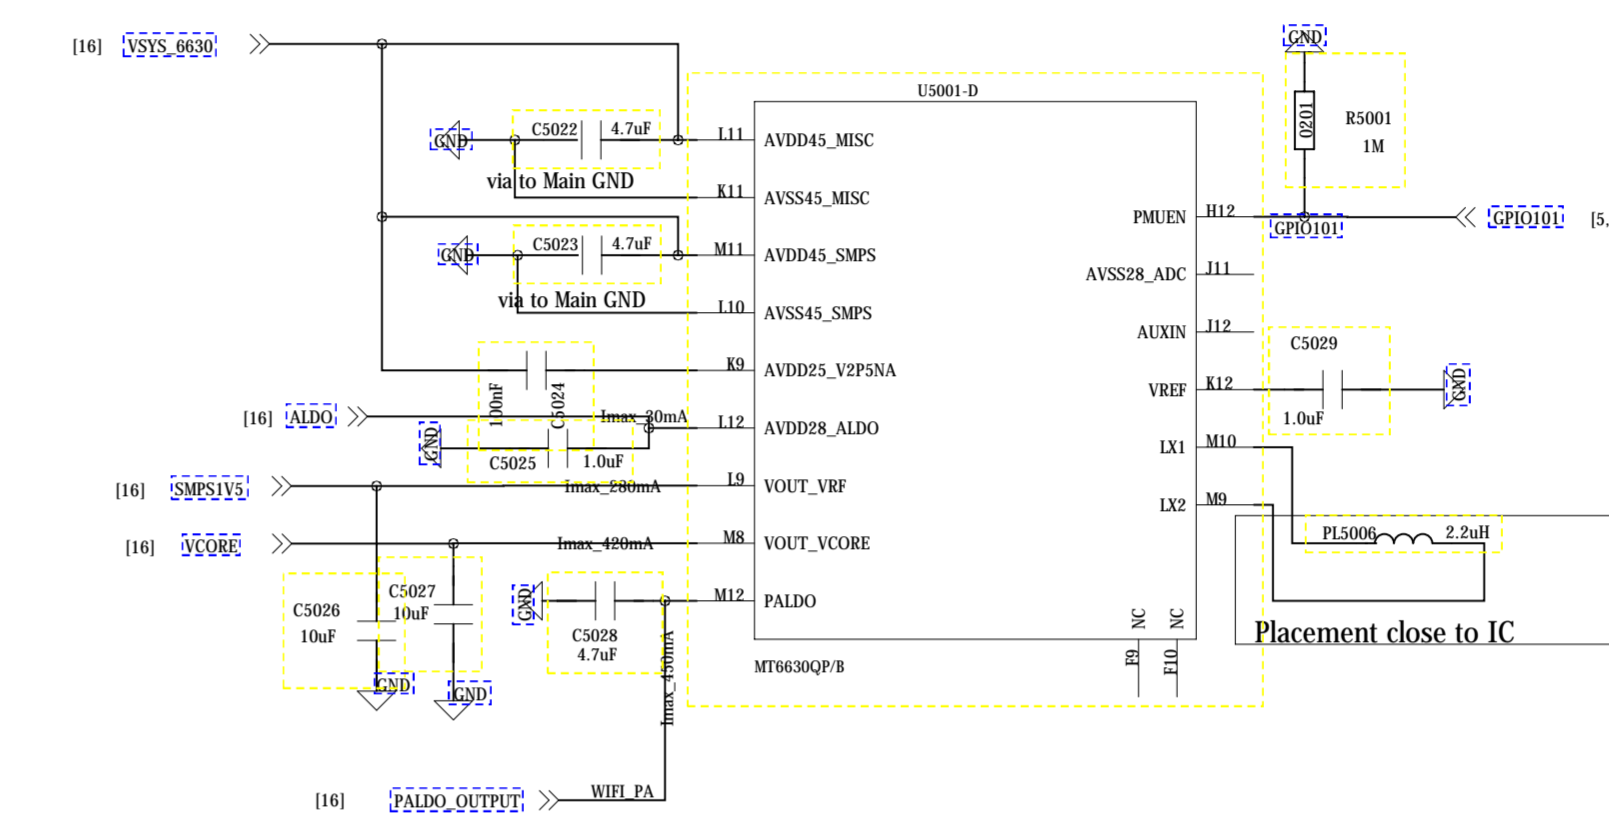 U5001-D
[16] VSYS_6630
GND
C5022 4.7uF
L11 AVDD45_MISC
via to Main GND
K11 AVSS45_MISC
GND
C5023 4.7uF
M11 AVDD45_SMPS
via to Main GND
L10 AVSS45_SMPS
K9 AVDD25_V2P5NA
100nF
C5024
[16] ALDO
Imax_30mA
L12 AVDD28_ALDO
GND
C5025 1.0uF
[16] SMPS1V5
Imax_280mA
L9 VOUT_VRF
[16] VCORE
Imax_420mA
M8 VOUT_VCORE
C5026
10uF
GND
C5027
10uF
GND
GND
C5028
4.7uF
M12 PALDO
Imax_450mA
[16] PALDO_OUTPUT
WIFI_PA
MT6630QP/B
GND
0201
R5001
1M
PMUEN H12
GPIO101
GPIO101 [5,
AVSS28_ADC J11
AUXIN J12
C5029
VREF K12
1.0uF
GND
LX1 M10
LX2 M9
PL5006 2.2uH
Placement close to IC
NC
NC
F9
F10